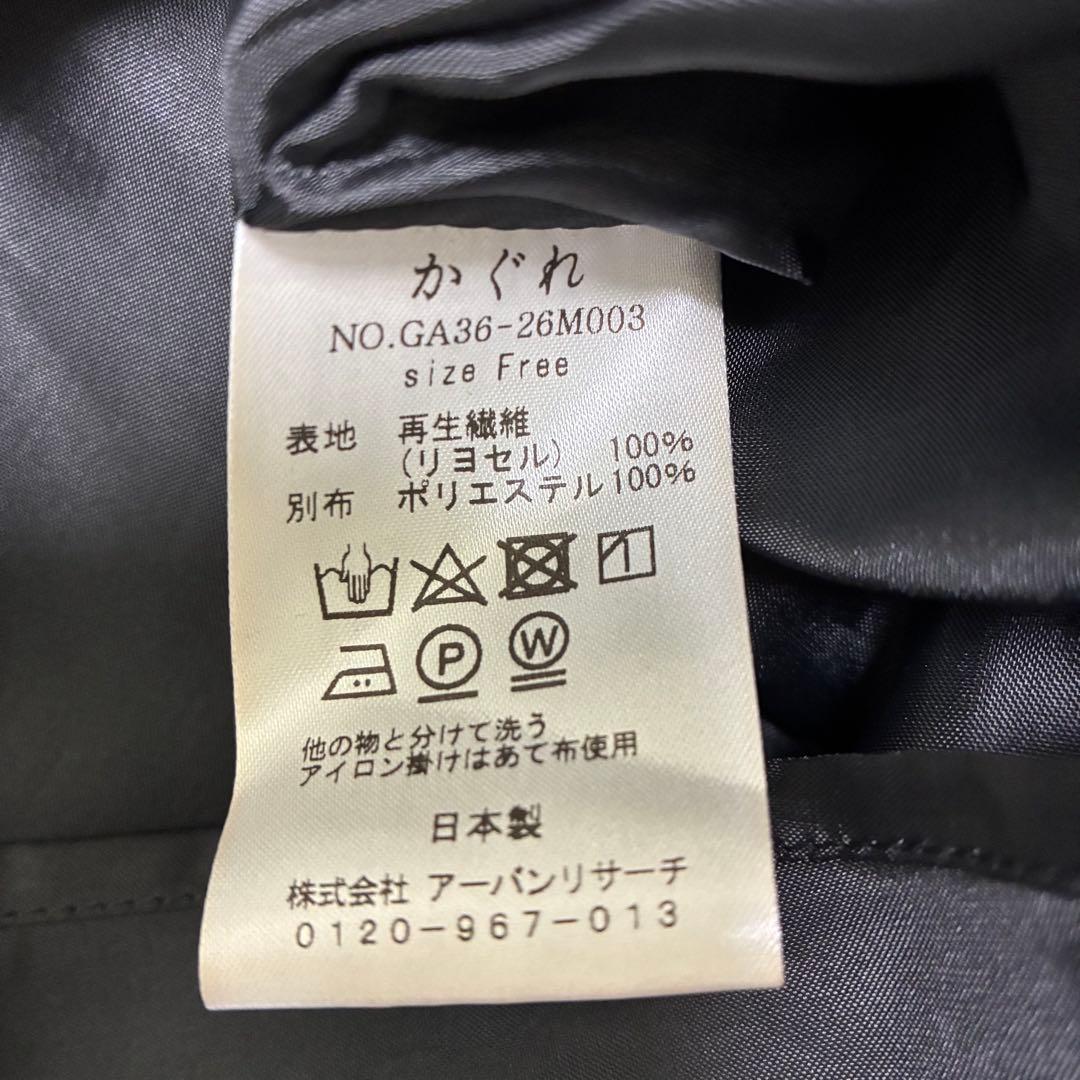 かぐれ
NO.GA36-26M003
size Free
表地 再生繊維
(リヨセル) 100%
別布 ポリエステル100%
P W
他の物と分けて洗う
アイロン掛けはあて布使用
日本製
株式会社 アーバンリサーチ
0120-967-013